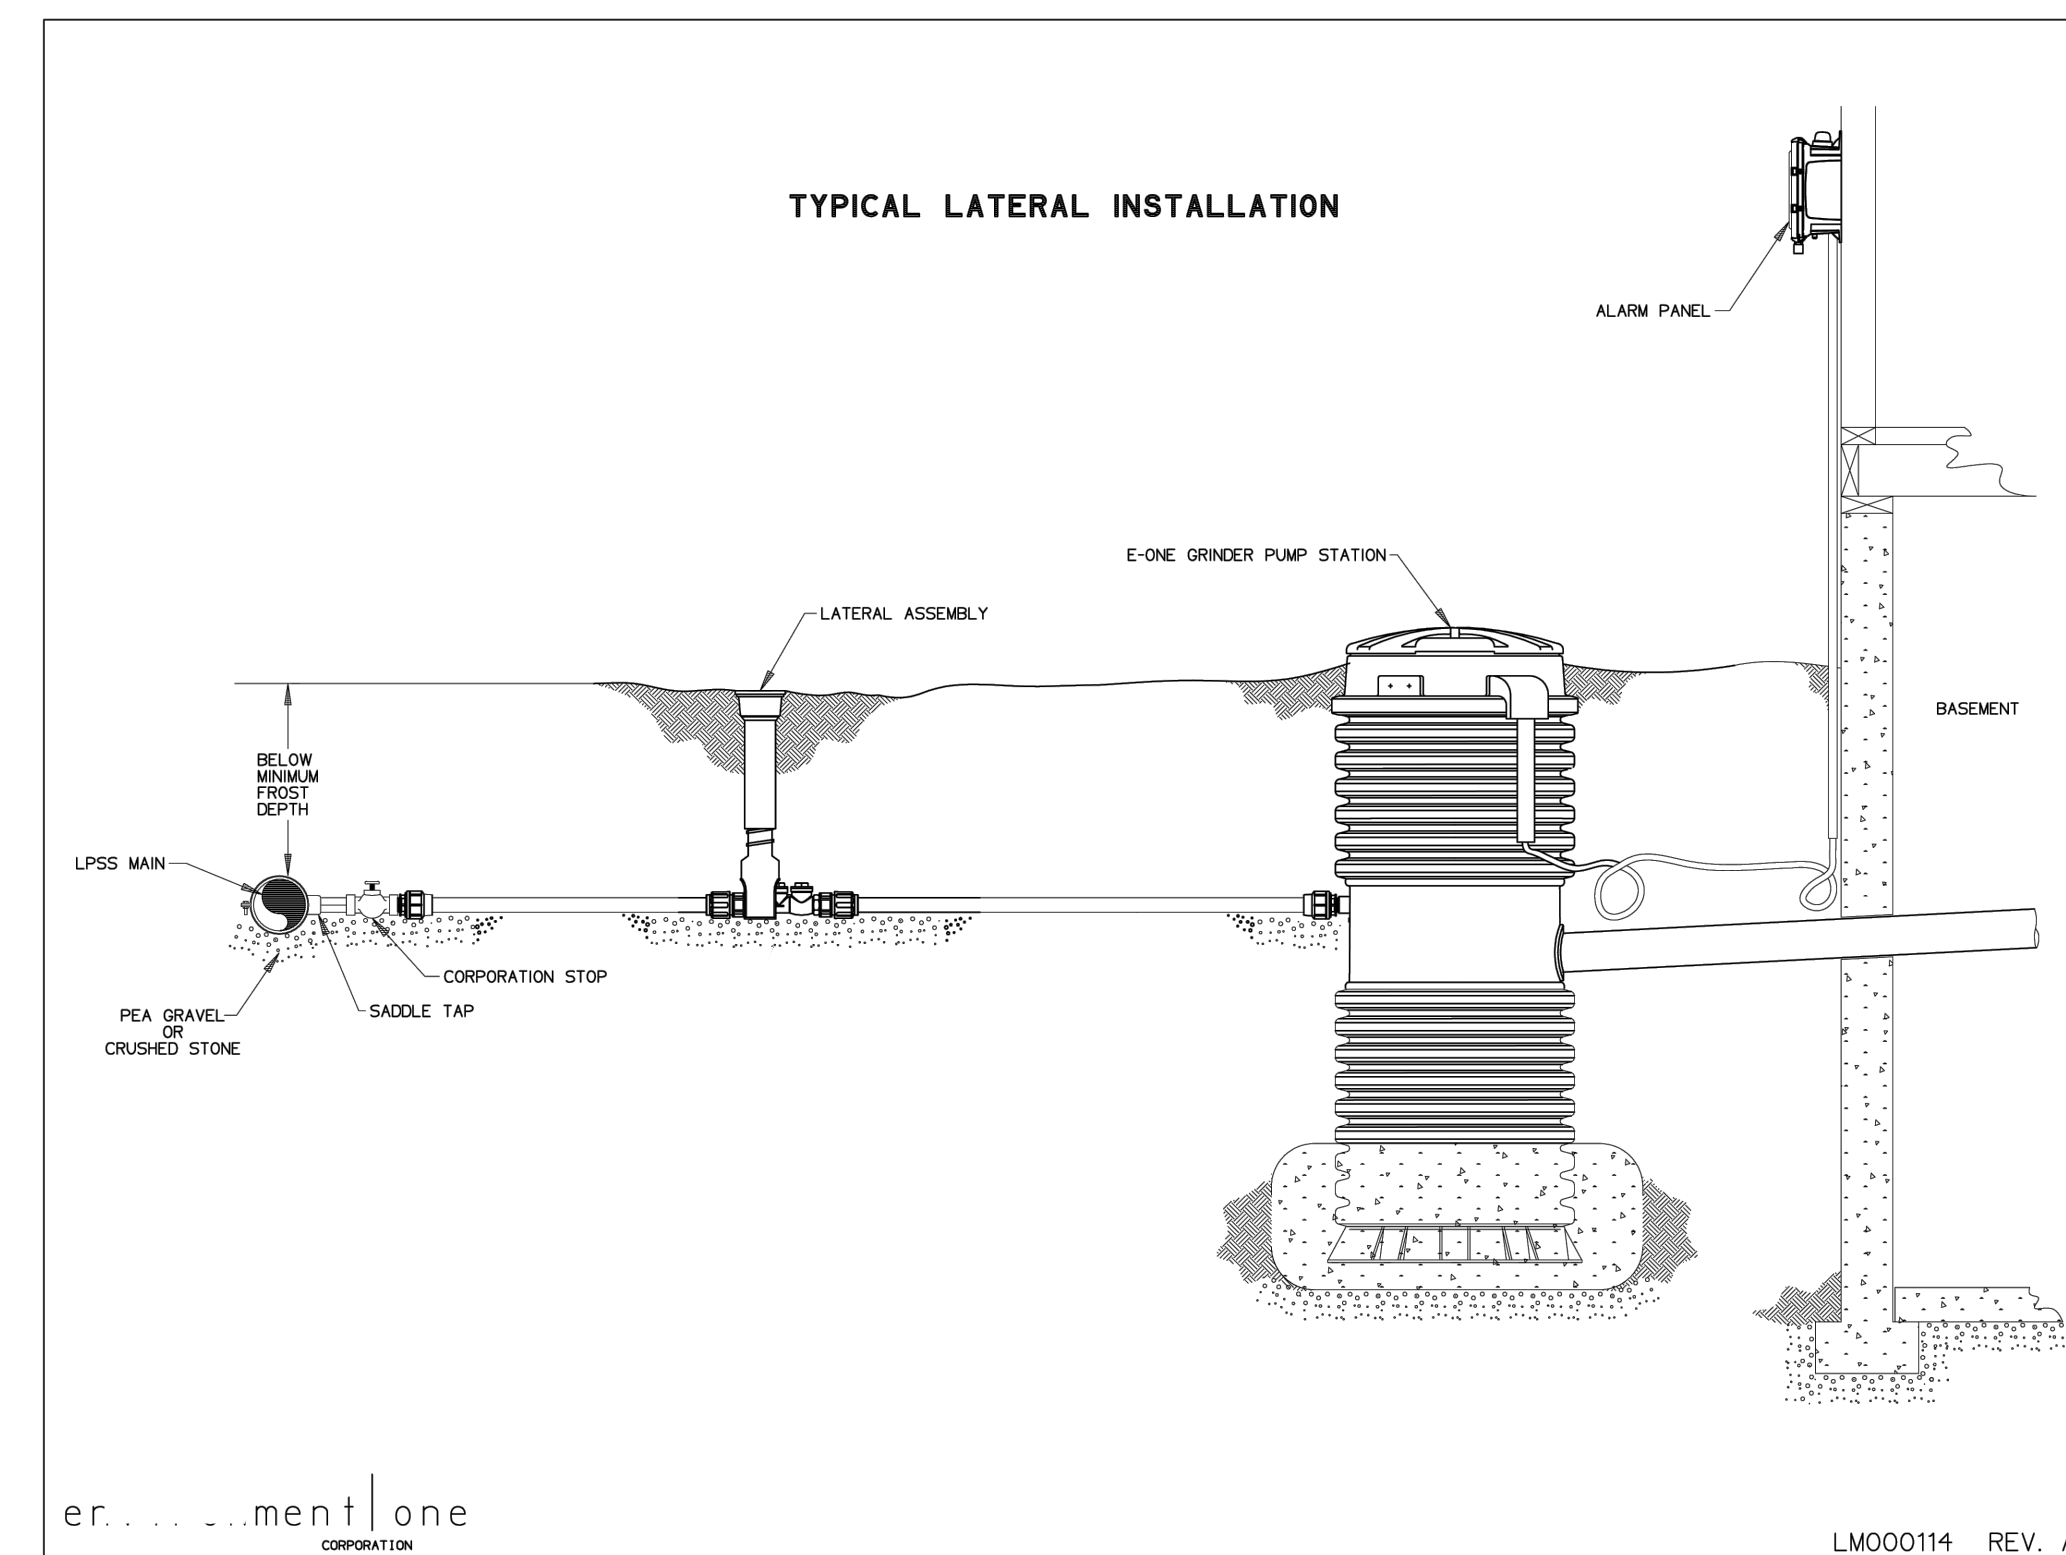 TYPICAL LATERAL INSTALLATION
ALARM PANEL
E-ONE GRINDER PUMP STATION
LATERAL ASSEMBLY
BASEMENT
BELOW
MINIMUM
FROST
DEPTH
LPSS MAIN
CORPORATION STOP
SADDLE TAP
PEA GRAVEL
OR
CRUSHED STONE
one
CORPORATION
LM000114 REV.